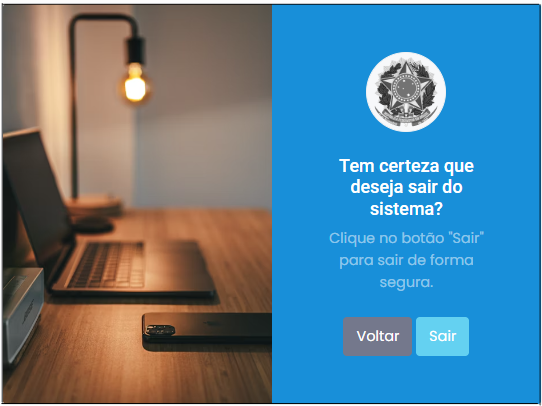 Tem certeza que
deseja sair do
sistema?
Clique no botão "Sair"
para sair de forma
segura.
Voltar
Sair